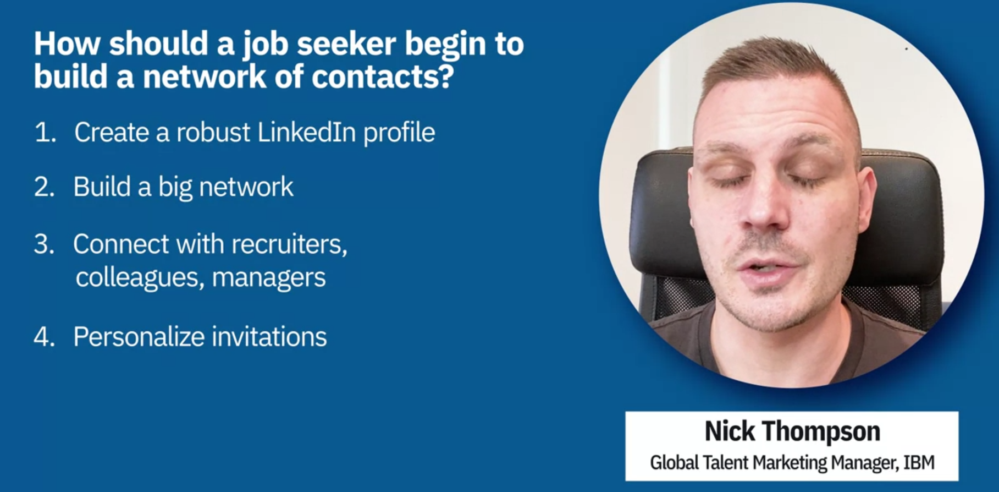 How should a job seeker begin to
build a network of contacts?
1. Create a robust LinkedIn profile
2. Build a big network
3. Connect with recruiters,
colleagues, managers
4. Personalize invitations
Nick Thompson
Global Talent Marketing Manager, IBM